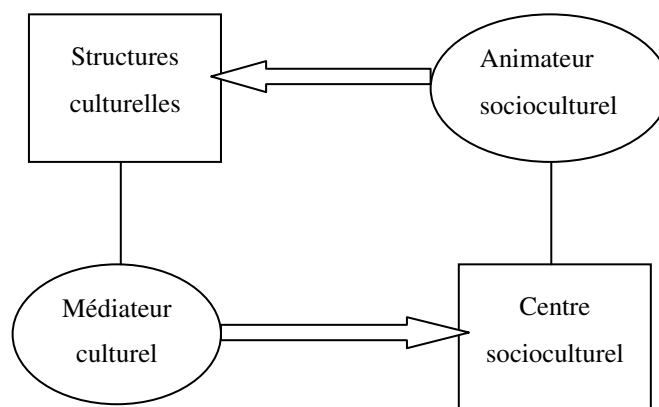 Structures
culturelles
Animateur
socioculturel
Médiateur
culturel
Centre
socioculturel